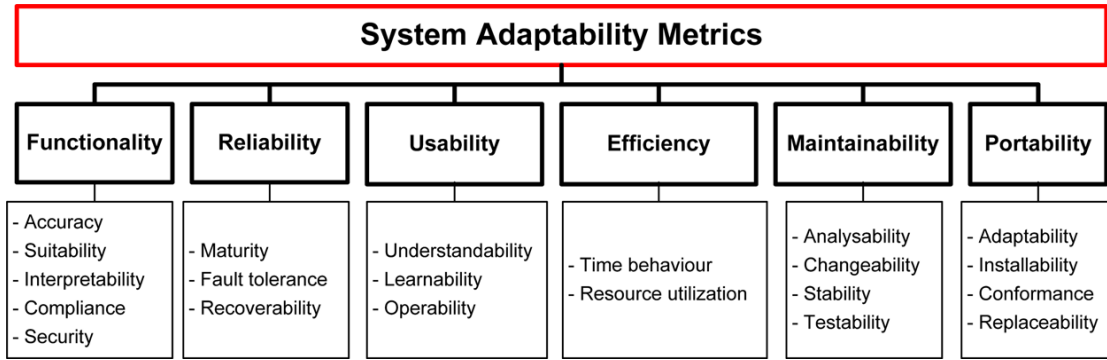 System Adaptability Metrics
Functionality
Reliability
Usability
Efficiency
Maintainability
Portability
- Accuracy
- Suitability
- Interpretability
- Compliance
- Security
- Maturity
- Fault tolerance
- Recoverability
- Understandability
- Learnability
- Operability
- Time behaviour
- Resource utilization
- Analysability
- Changeability
- Stability
- Testability
- Adaptability
- Installability
- Conformance
- Replaceability